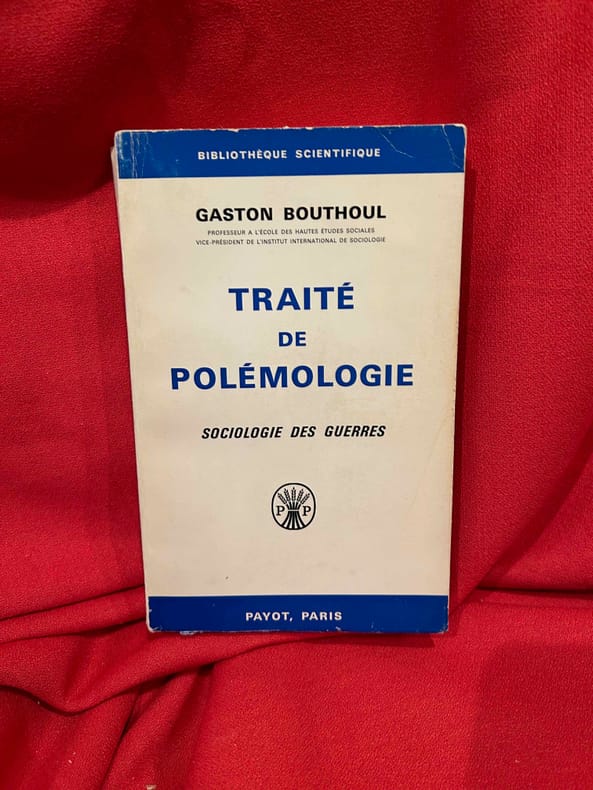 BIBLIOTHÈQUE SCIENTIFIQUE
GASTON BOUTHOUL
PROFESSEUR A L'ÉCOLE DES HAUTES ÉTUDES SOCIALES
VICE-PRÉSIDENT DE L'INSTITUT INTERNATIONAL DE SOCIOLOGIE
TRAITÉ
DE
POLÉMOLOGIE
SOCIOLOGIE DES GUERRES
P P
PAYOT, PARIS